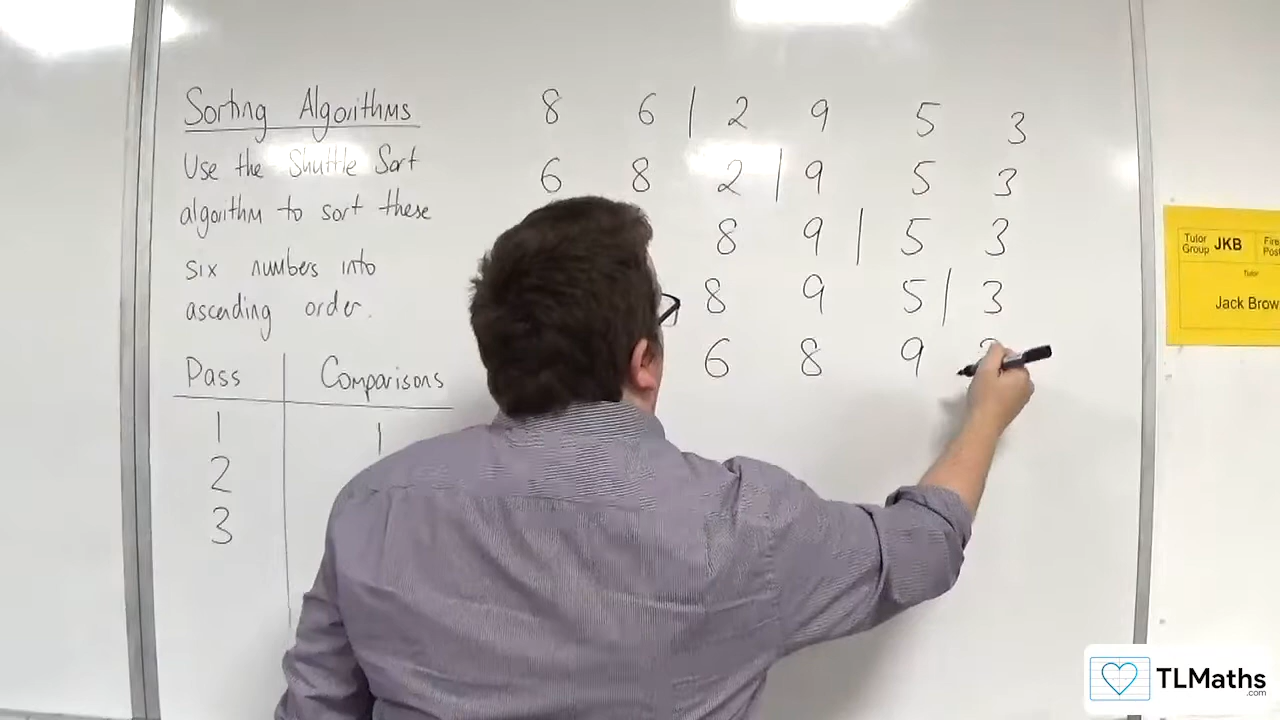 Sorting Algorithms
Use the Shuttle Sort
algorithm to sort these
six numbers into
ascending order.
Pass Comparisons
1 1
2
3
8 6 | 2 9 5 3
6 8 2 | 9 5 3
8 9 | 5 3
8 9 5 | 3
6 8 9
Tutor Group JKB
Tutor
Jack Brow
TLMaths
.com